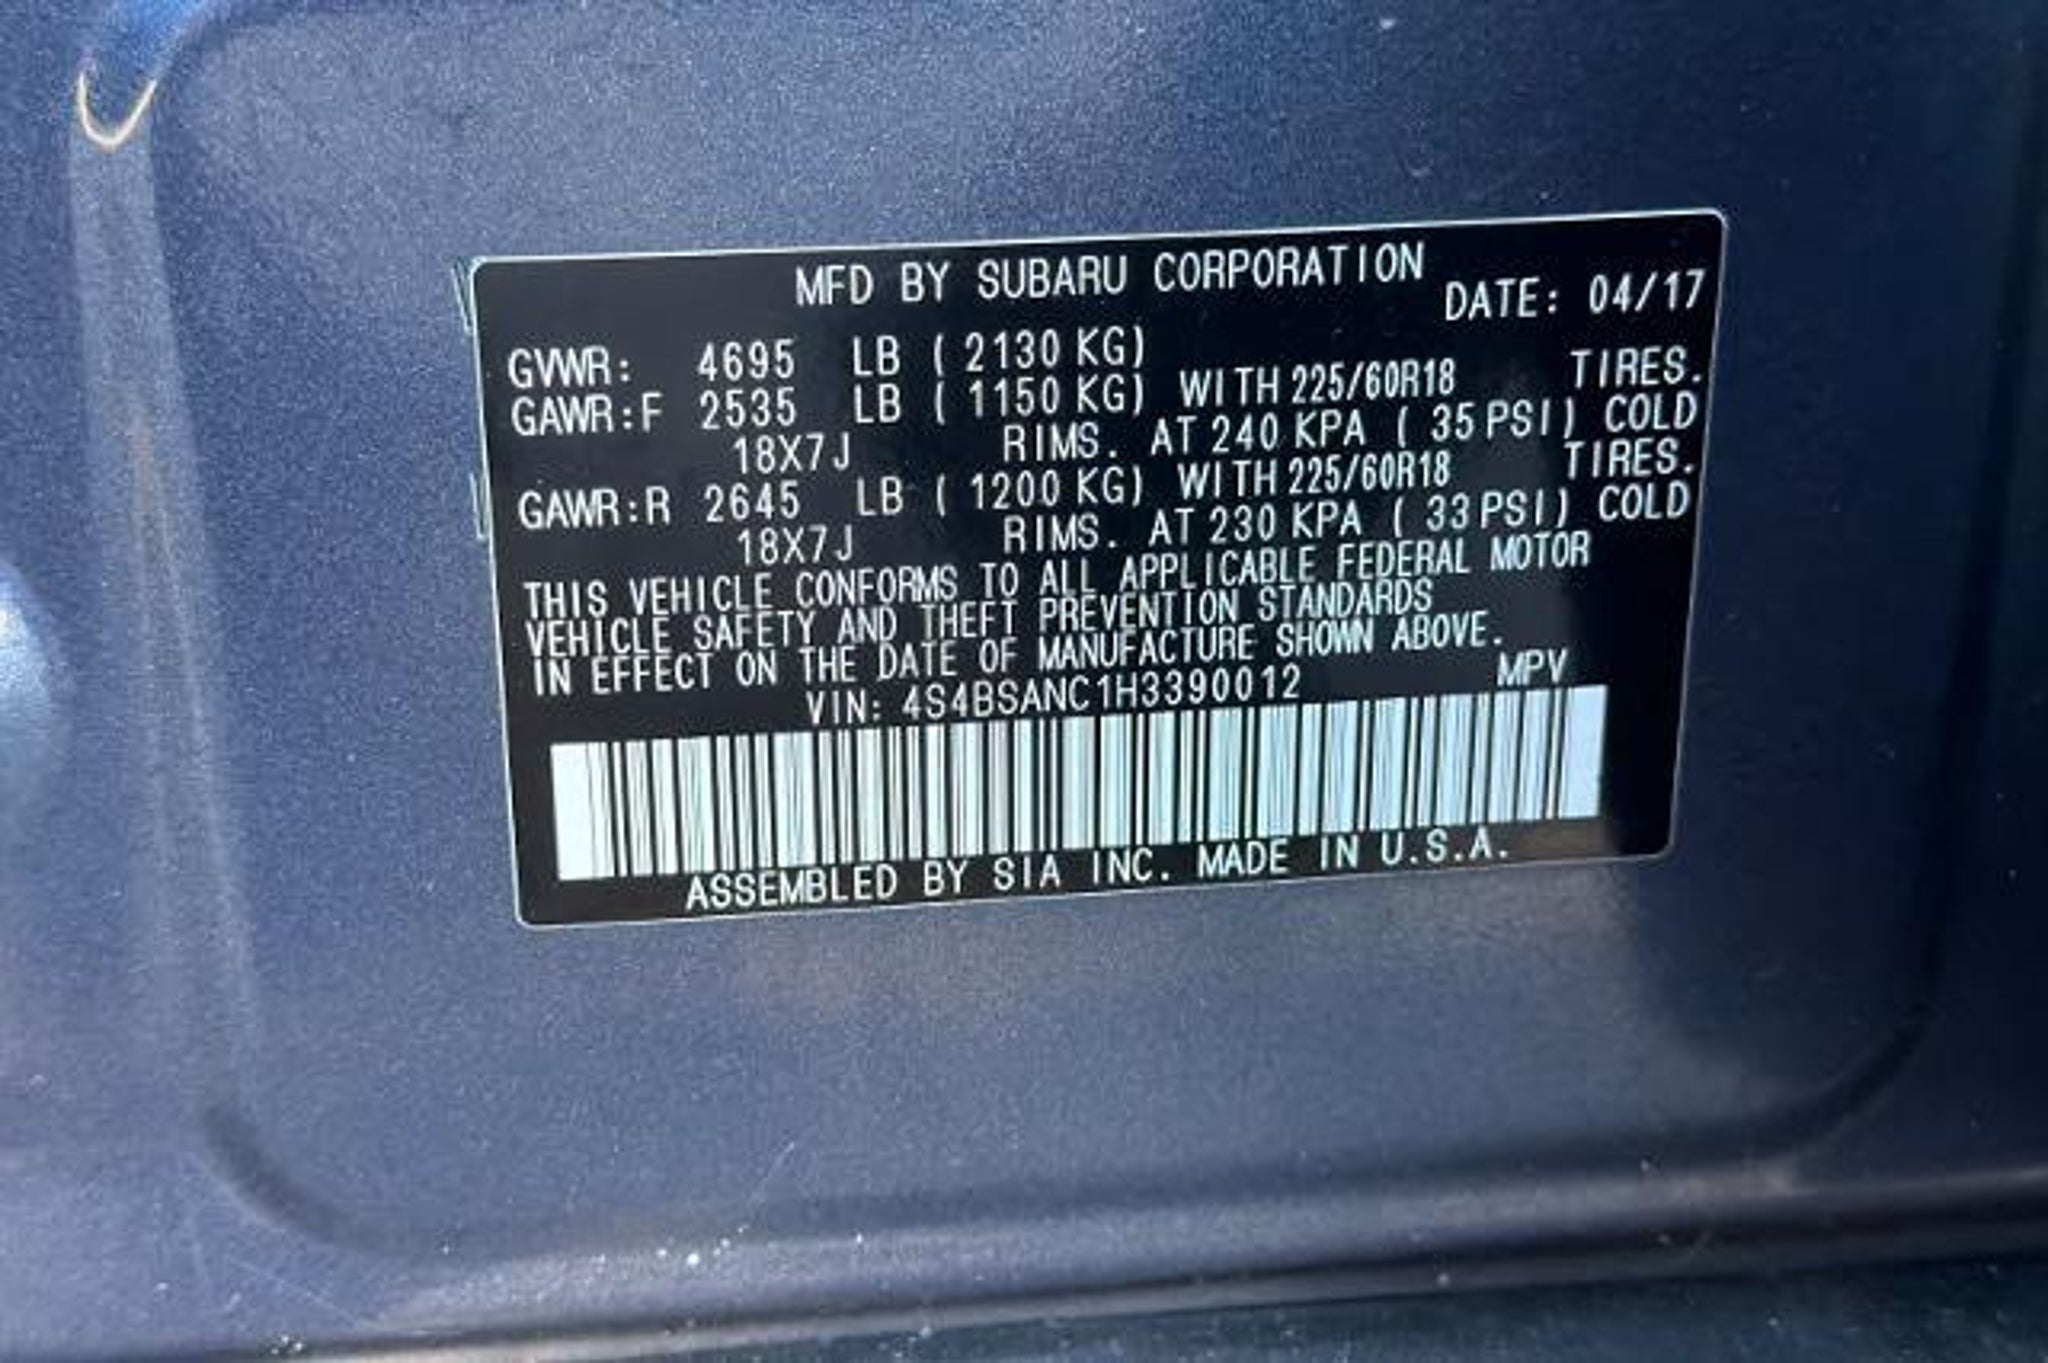 MFD BY SUBARU CORPORATION DATE: 04/17
GVWR: 4695 LB ( 2130 KG)
GAWR:F 2535 LB ( 1150 KG) WITH 225/60R18 TIRES.
18X7J RIMS. AT 240 KPA ( 35 PSI) COLD
GAWR:R 2645 LB ( 1200 KG) WITH 225/60R18 TIRES.
18X7J RIMS. AT 230 KPA ( 33 PSI) COLD
THIS VEHICLE CONFORMS TO ALL APPLICABLE FEDERAL MOTOR
VEHICLE SAFETY AND THEFT PREVENTION STANDARDS
IN EFFECT ON THE DATE OF MANUFACTURE SHOWN ABOVE.
VIN: 4S4BSANC1H3390012 MPV
ASSEMBLED BY SIA INC. MADE IN U.S.A.